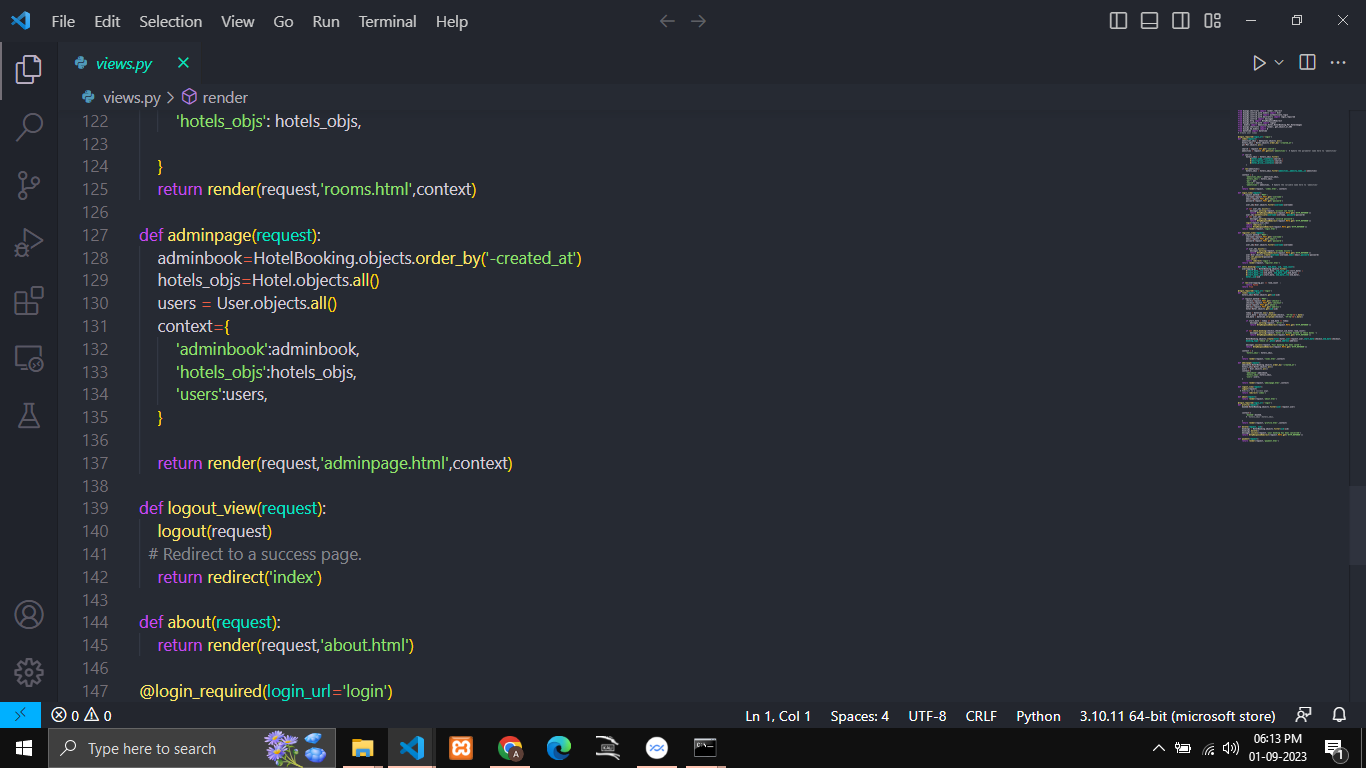 File Edit Selection View Go Run Terminal Help
views.py
views.py > render
122 'hotels_objs': hotels_objs,
123
124 }
125 return render(request,'rooms.html',context)
126
127 def adminpage(request):
128 adminbook=HotelBooking.objects.order_by('-created_at')
129 hotels_objs=Hotel.objects.all()
130 users = User.objects.all()
131 context={
132 'adminbook':adminbook,
133 'hotels_objs':hotels_objs,
134 'users':users,
135 }
136
137 return render(request,'adminpage.html',context)
138
139 def logout_view(request):
140 logout(request)
141 # Redirect to a success page.
142 return redirect('index')
143
144 def about(request):
145 return render(request,'about.html')
146
147 @login_required(login_url='login')
0 0 Ln 1, Col 1 Spaces: 4 UTF-8 CRLF Python 3.10.11 64-bit (microsoft store)
Type here to search
06:13 PM
01-09-2023
1